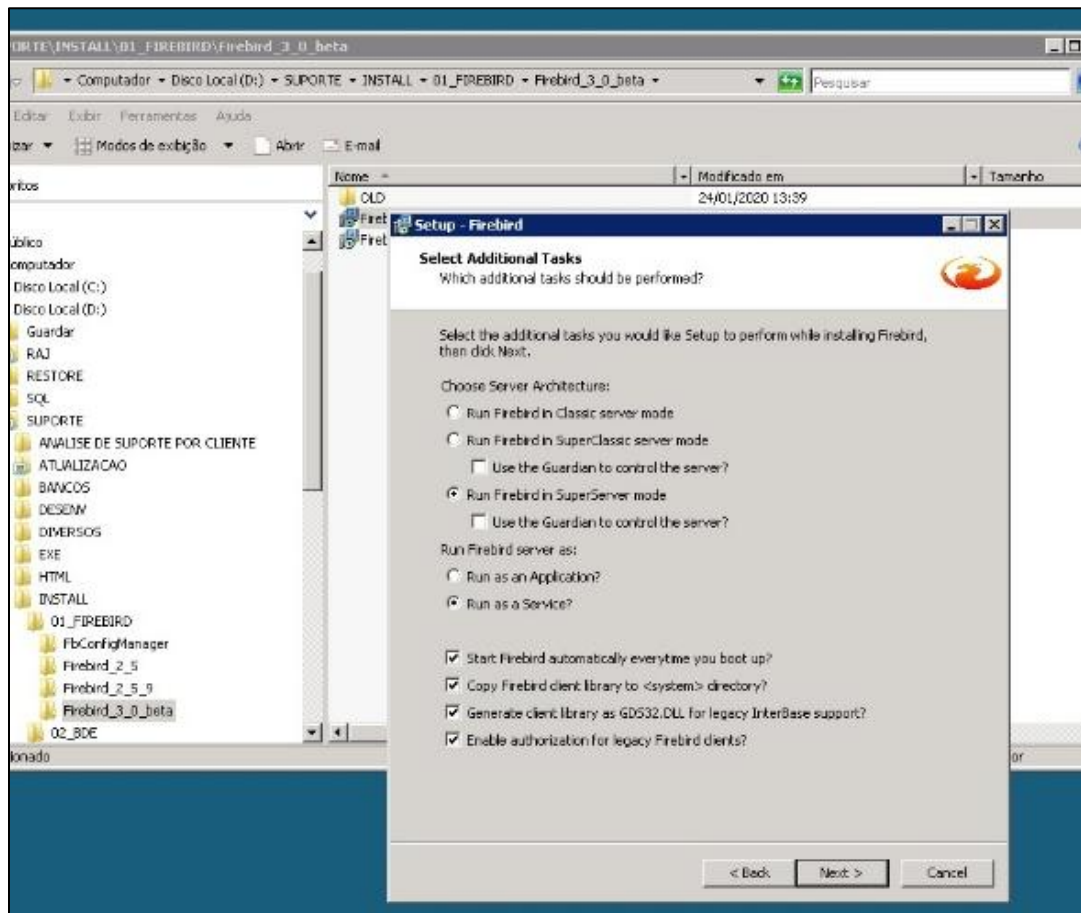 ORTE\INSTALL\01_FIREBIRD\Firebird_3_0_beta
Computador Disco Local (D:) SUPORTE INSTALL 01_FIREBIRD Firebird_3_0_beta
Pesquisar
Editar Exibir Ferramentas Ajuda
izar Modos de exibição Abrir E-mail
oritos
Nome Modificado em Tamanho
OLD 24/01/2020 13:39
Fireb
Fireb
úblico
omputador
Disco Local (C:)
Disco Local (D:)
Guardar
RAJ
RESTORE
SQL
SUPORTE
ANALISE DE SUPORTE POR CLIENTE
ATUALIZACAO
BANCOS
DESENV
DIVERSOS
EXE
HTML
INSTALL
01_FIREBIRD
FbConfigManager
Firebird_2_5
Firebird_2_5_9
Firebird_3_0_beta
02_BDE
ionado
or
Setup - Firebird
Select Additional Tasks
Which additional tasks should be performed?
Select the additional tasks you would like Setup to perform while installing Firebird,
then click Next.
Choose Server Architecture:
Run Firebird in Classic server mode
Run Firebird in SuperClassic server mode
Use the Guardian to control the server?
Run Firebird in SuperServer mode
Use the Guardian to control the server?
Run Firebird server as:
Run as an Application?
Run as a Service?
Start Firebird automatically everytime you boot up?
Copy Firebird client library to <system> directory?
Generate client library as GDS32.DLL for legacy InterBase support?
Enable authorization for legacy Firebird clients?
< Back Next > Cancel